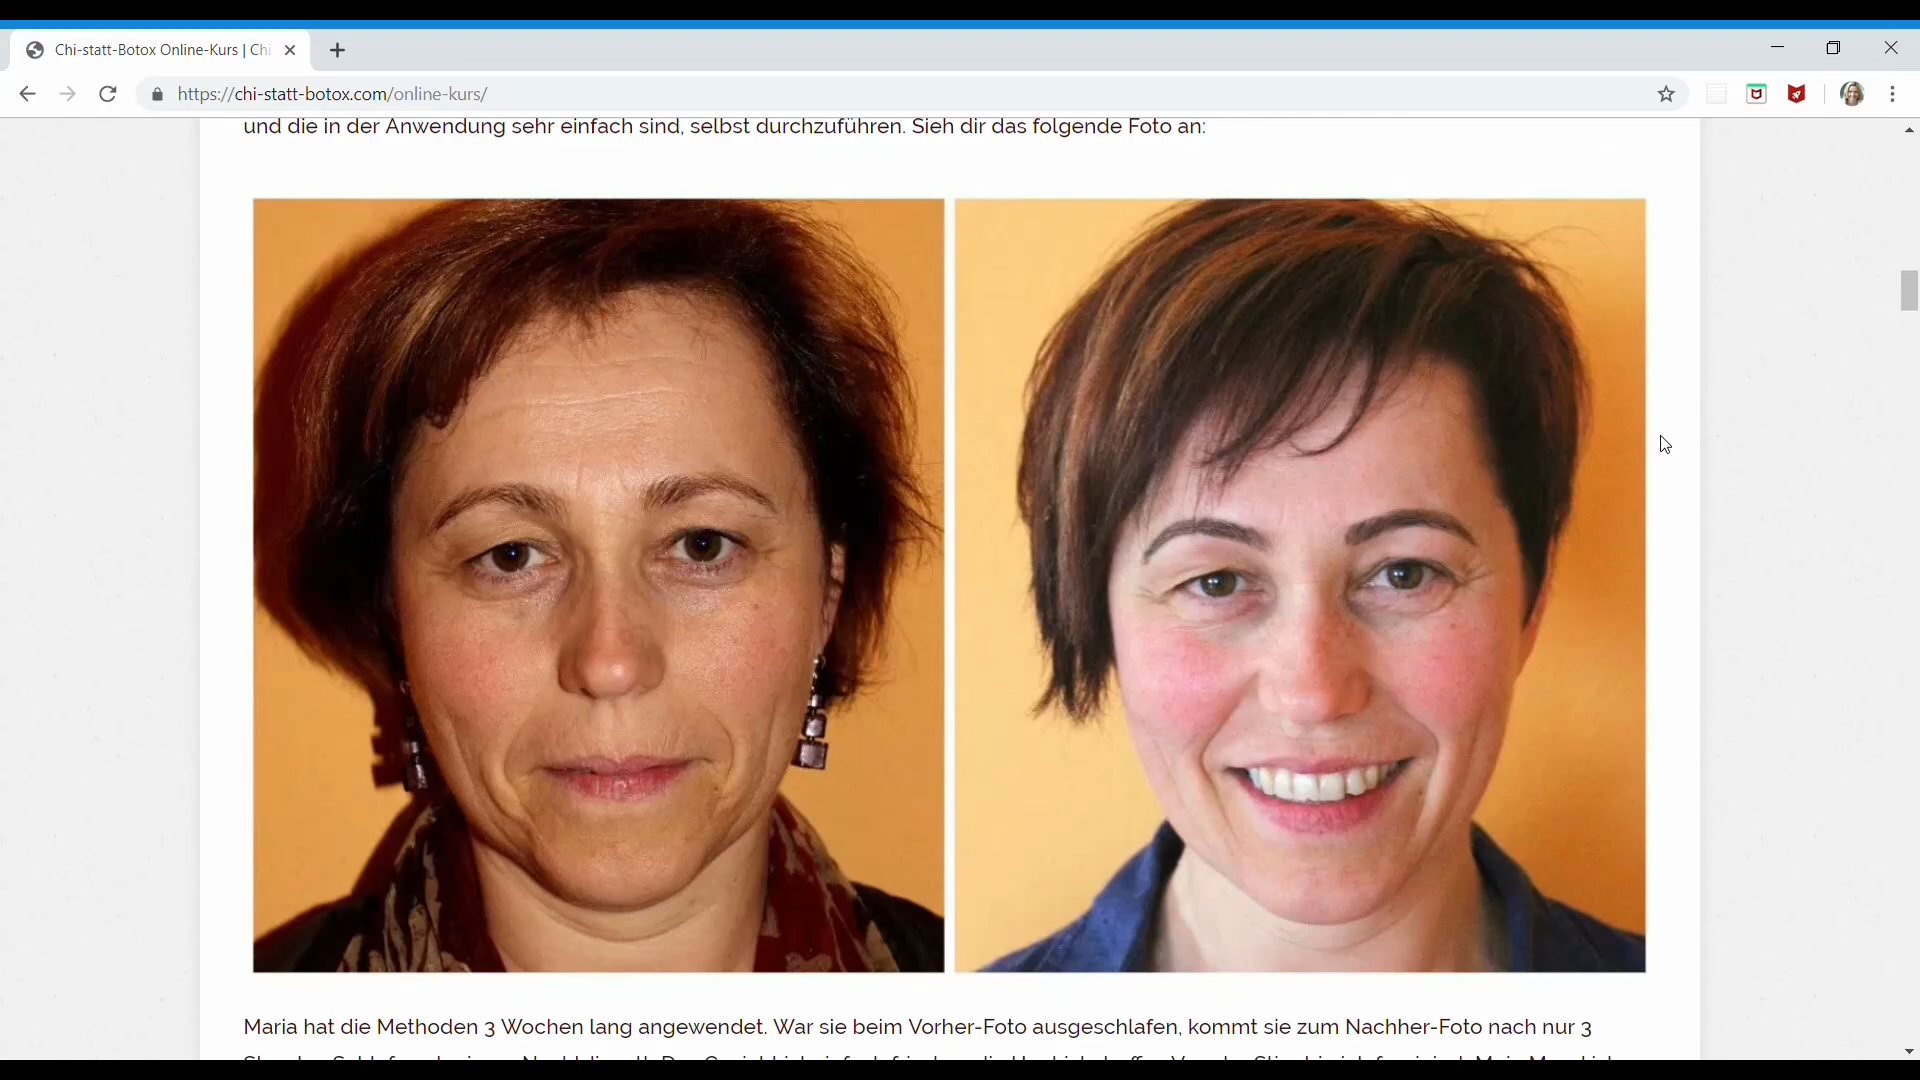 Chi-statt-Botox Online-Kurs | Chi
https://chi-statt-botox.com/online-kurs/
und die in der Anwendung sehr einfach sind, selbst durchzuführen. Sieh dir das folgende Foto an:
Maria hat die Methoden 3 Wochen lang angewendet. War sie beim Vorher-Foto ausgeschlafen, kommt sie zum Nachher-Foto nach nur 3